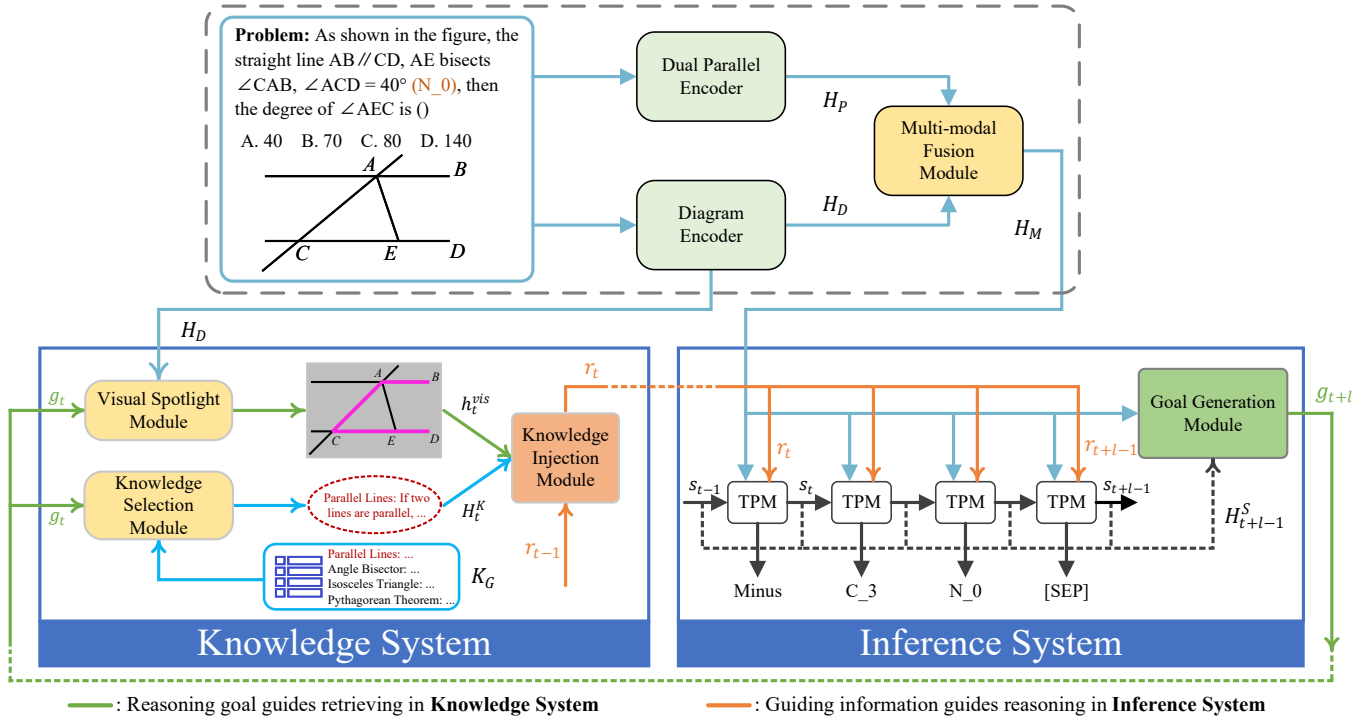 Problem: As shown in the figure, the
straight line AB∥CD, AE bisects
∠CAB, ∠ACD = 40° (N_0), then
the degree of ∠AEC is ()
A. 40 B. 70 C. 80 D. 140
A
B
C
E
D
Dual Parallel
Encoder
Diagram
Encoder
H_P
H_D
Multi-modal
Fusion
Module
H_M
H_D
g_t
Visual Spotlight
Module
A
B
C
E
D
h_t^{vis}
g_t
Knowledge
Selection
Module
Parallel Lines: If two
lines are parallel, ...
H_t^K
Parallel Lines: ...
Angle Bisector: ...
Isosceles Triangle: ...
Pythagorean Theorem: ...
K_G
Knowledge
Injection
Module
r_t
r_{t-1}
Knowledge System
r_t
r_{t+l-1}
s_{t-1}
TPM
s_t
TPM
TPM
TPM
s_{t+l-1}
Minus
C_3
N_0
[SEP]
Goal Generation
Module
g_{t+l}
H_{t+l-1}^S
Inference System
: Reasoning goal guides retrieving in Knowledge System
: Guiding information guides reasoning in Inference System